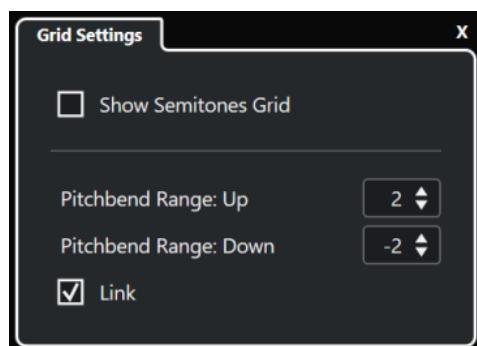 Grid Settings X
Show Semitones Grid
Pitchbend Range: Up 2
Pitchbend Range: Down -2
Link